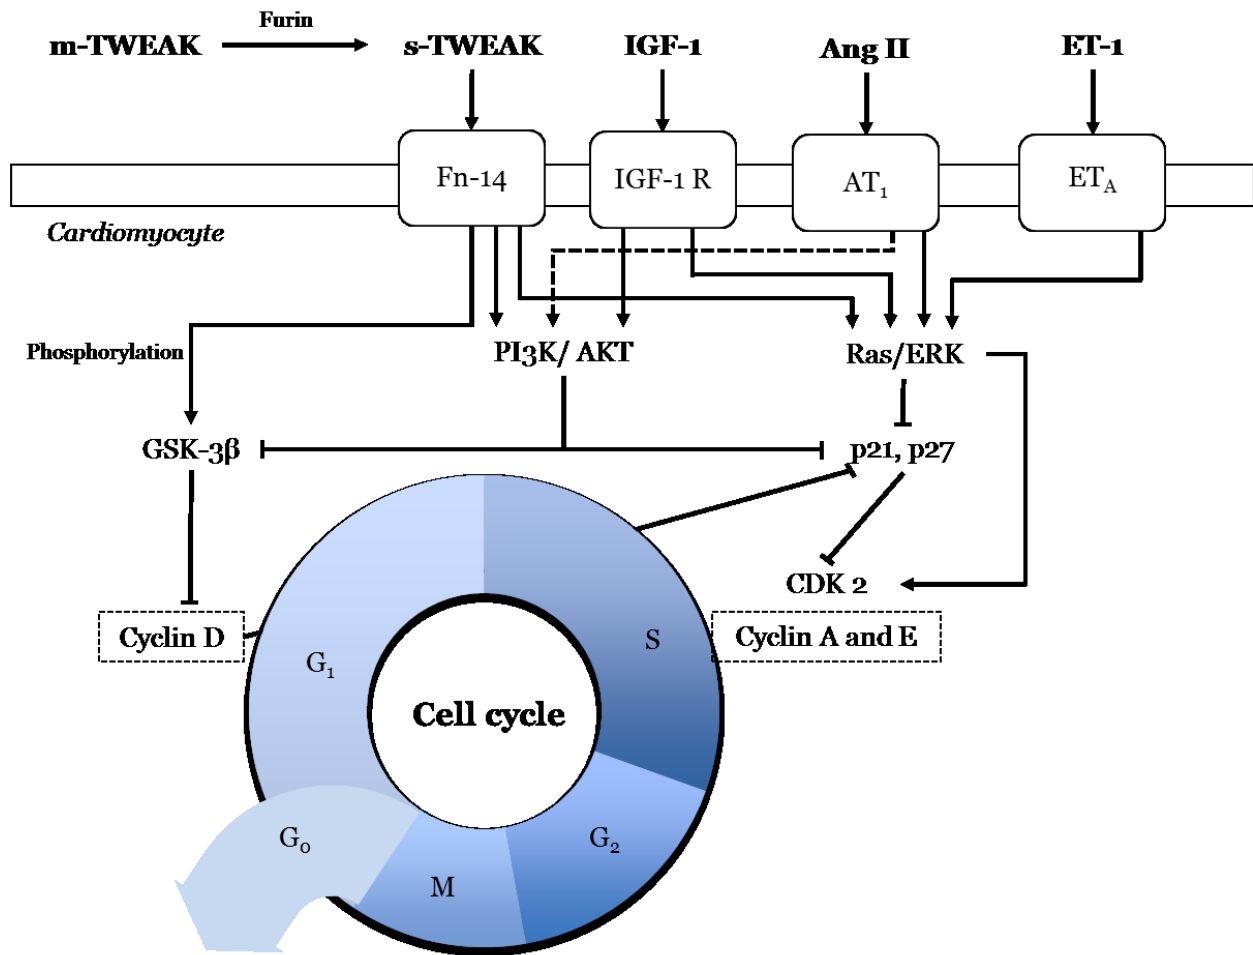 Furin
m-TWEAK
s-TWEAK
IGF-1
Ang II
ET-1
Fn-14
IGF-1 R
AT₁
ET_A
Cardiomyocyte
Phosphorylation
PI3K/ AKT
Ras/ERK
GSK-3β
p21, p27
CDK 2
Cyclin D
Cyclin A and E
G₁
S
Cell cycle
G₀
G₂
M